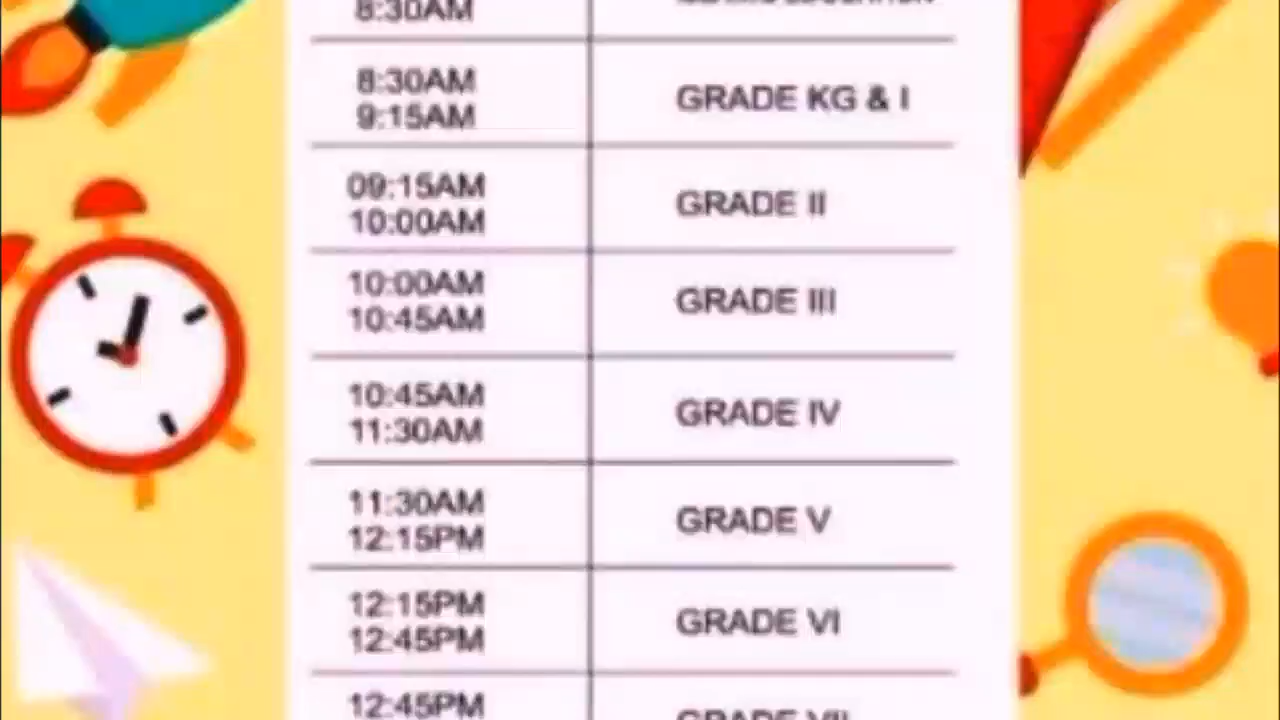 8:30AM
8:30AM
9:15AM
GRADE KG & I
09:15AM
10:00AM
GRADE II
10:00AM
10:45AM
GRADE III
10:45AM
11:30AM
GRADE IV
11:30AM
12:15PM
GRADE V
12:15PM
12:45PM
GRADE VI
12:45PM
GRADE VII